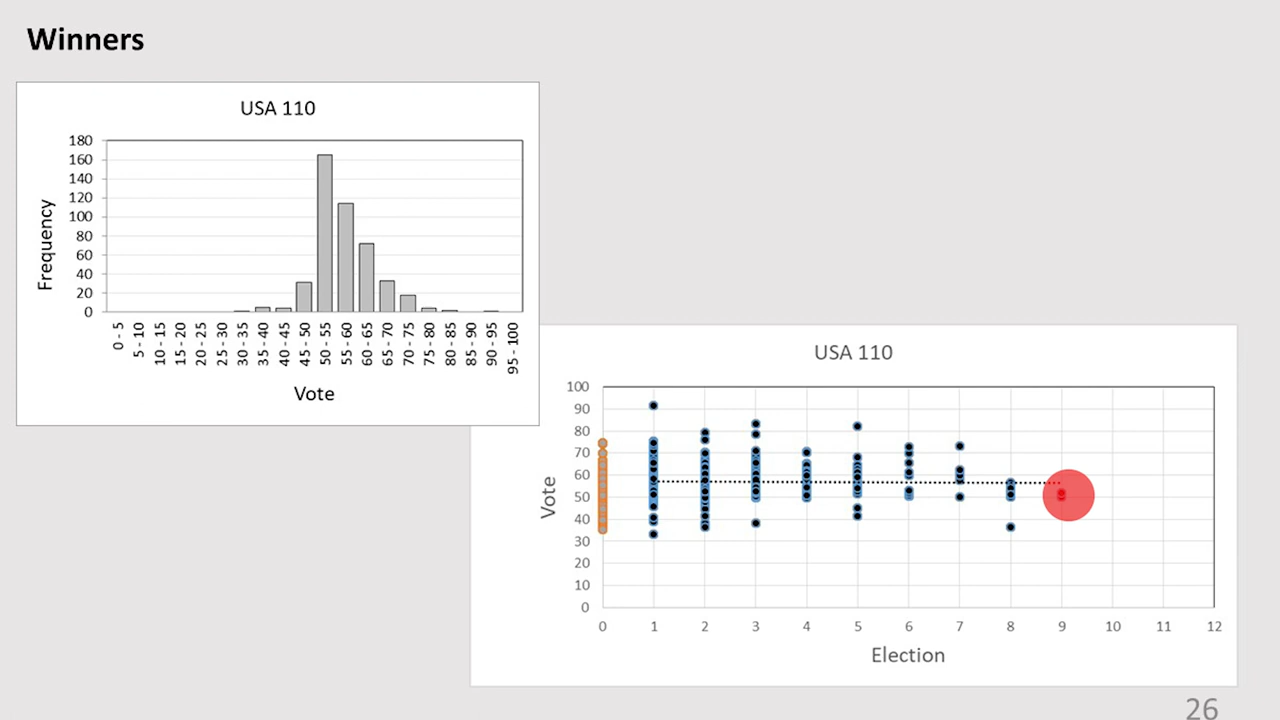 Winners
USA 110
180
160
140
120
100
80
60
40
20
0
Frequency
0 - 5
5 - 10
10 - 15
15 - 20
20 - 25
25 - 30
30 - 35
35 - 40
40 - 45
45 - 50
50 - 55
55 - 60
60 - 65
65 - 70
70 - 75
75 - 80
80 - 85
85 - 90
90 - 95
95 - 100
Vote
USA 110
100
90
80
70
60
50
40
30
20
10
0
Vote
0 1 2 3 4 5 6 7 8 9 10 11 12
Election
26